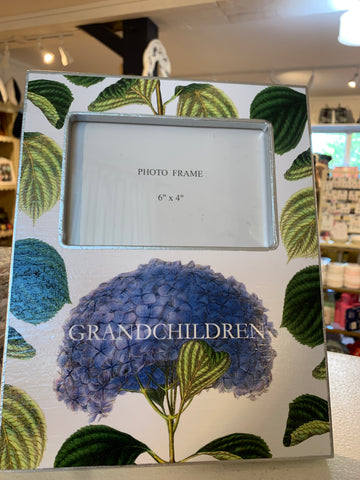 PHOTO FRAME
6" x 4"
GRANDCHILDREN